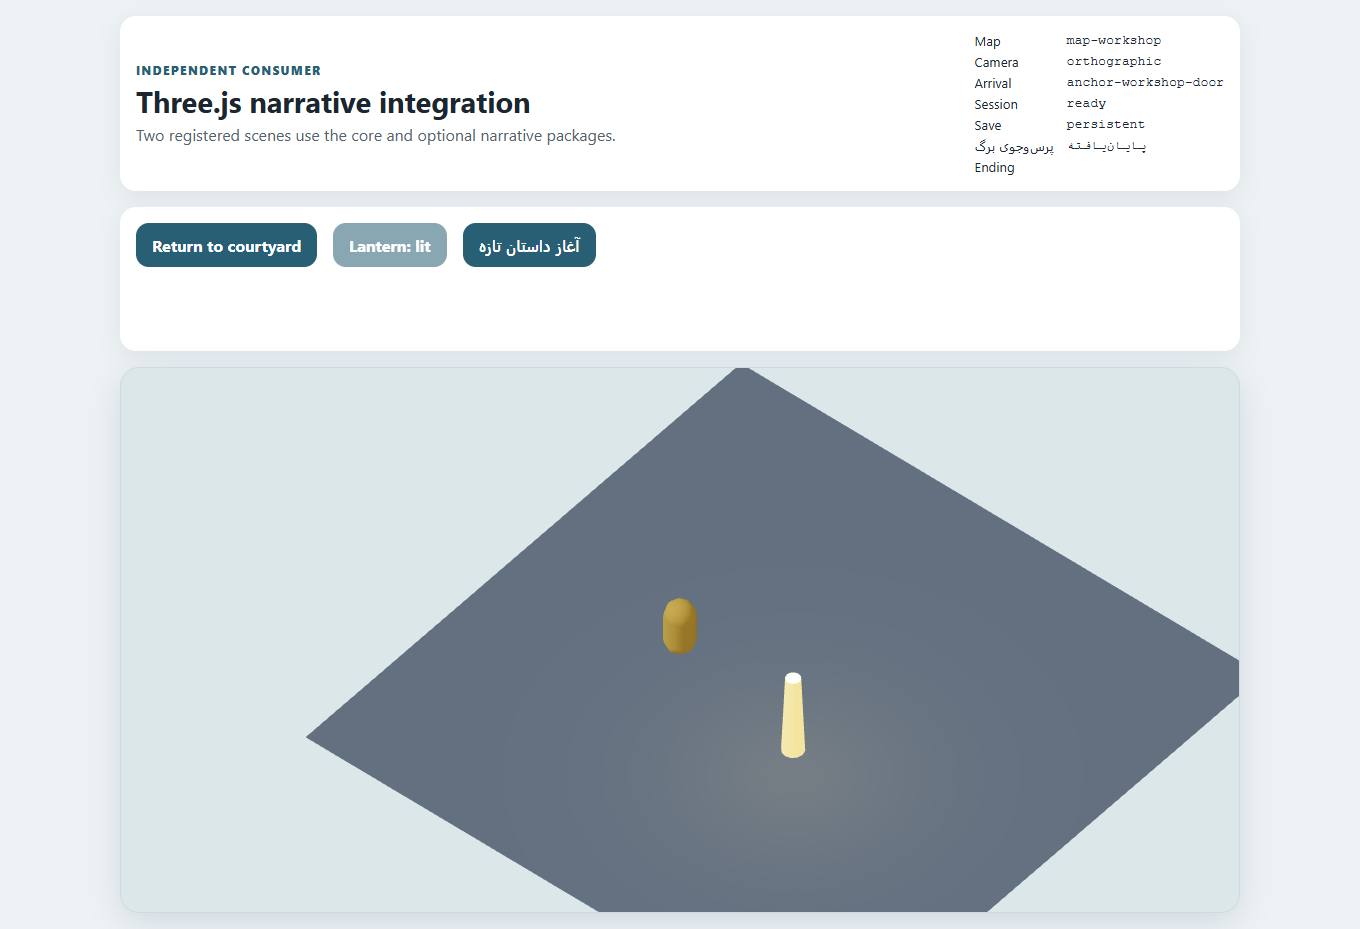 INDEPENDENT CONSUMER
Three.js narrative integration
Two registered scenes use the core and optional narrative packages.
Map map-workshop
Camera orthographic
Arrival anchor-workshop-door
Session ready
Save persistent
پرس‌وجوی برگ پایان‌یافته
Ending
Return to courtyard
Lantern: lit
آغاز داستان تازه